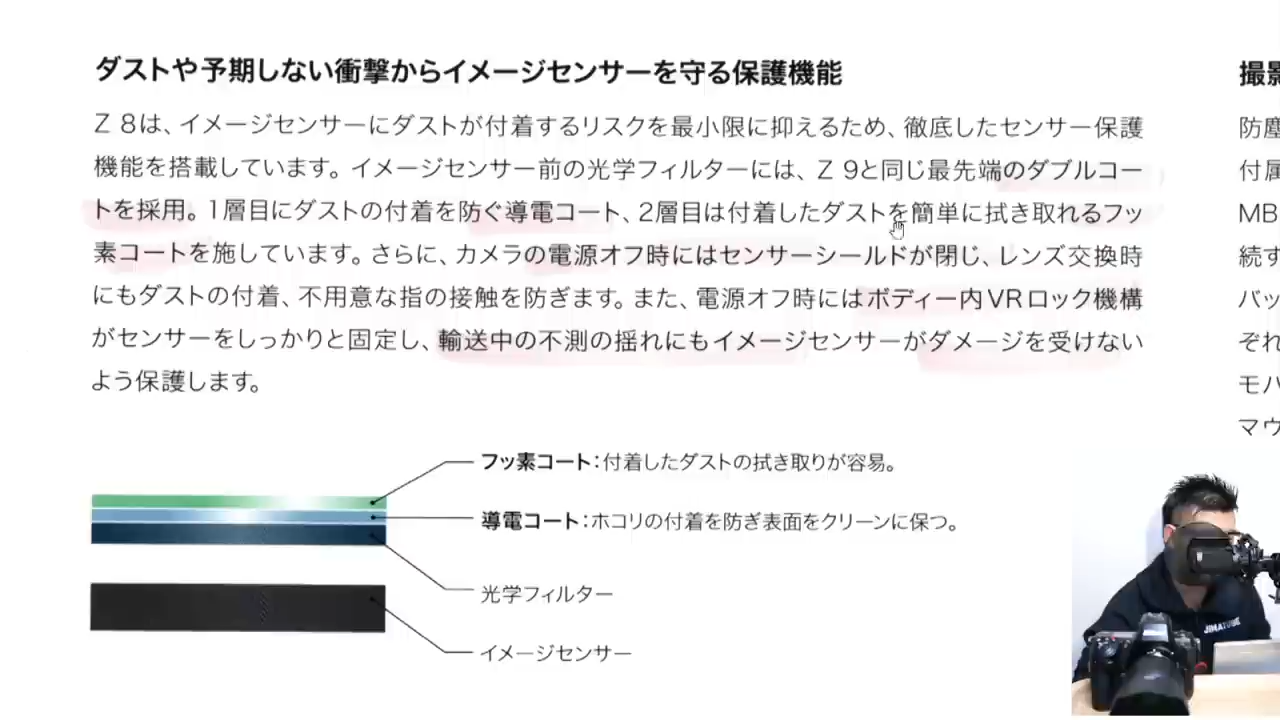 ダストや予期しない衝撃からイメージセンサーを守る保護機能
Z 8は、イメージセンサーにダストが付着するリスクを最小限に抑えるため、徹底したセンサー保護
機能を搭載しています。イメージセンサー前の光学フィルターには、Z 9と同じ最先端のダブルコー
トを採用。1層目にダストの付着を防ぐ導電コート、2層目は付着したダストを簡単に拭き取れるフッ
素コートを施しています。さらに、カメラの電源オフ時にはセンサーシールドが閉じ、レンズ交換時
にもダストの付着、不用意な指の接触を防ぎます。また、電源オフ時にはボディー内VRロック機構
がセンサーをしっかりと固定し、輸送中の不測の揺れにもイメージセンサーがダメージを受けない
よう保護します。
フッ素コート：付着したダストの拭き取りが容易。
導電コート：ホコリの付着を防ぎ表面をクリーンに保つ。
光学フィルター
イメージセンサー
撮影
防塵
付属
MB
続す
バッ
ぞれ
モバ
マウ
JIMATUBE